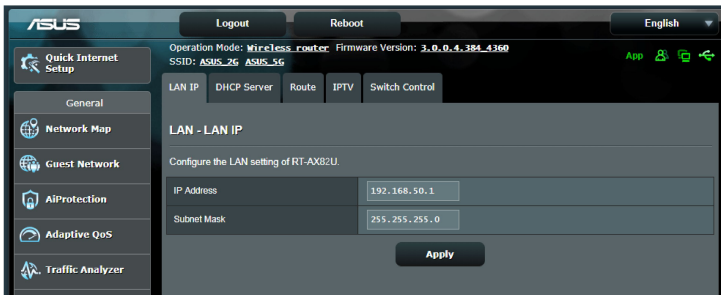 ASUS
Logout
Reboot
English
Quick Internet
Setup
Operation Mode: Wireless router Firmware Version: 3.0.0.4.384_4360
SSID: ASUS_2G ASUS_5G
App
LAN IP
DHCP Server
Route
IPTV
Switch Control
General
Network Map
Guest Network
AiProtection
Adaptive QoS
Traffic Analyzer
LAN - LAN IP
Configure the LAN setting of RT-AX82U.
IP Address
192.168.50.1
Subnet Mask
255.255.255.0
Apply